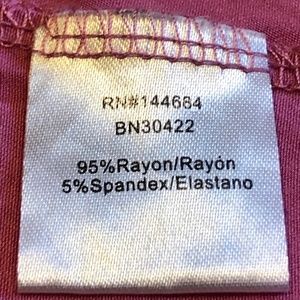 RN#144684
BN30422
95%Rayon/Rayón
5%Spandex/Elastano